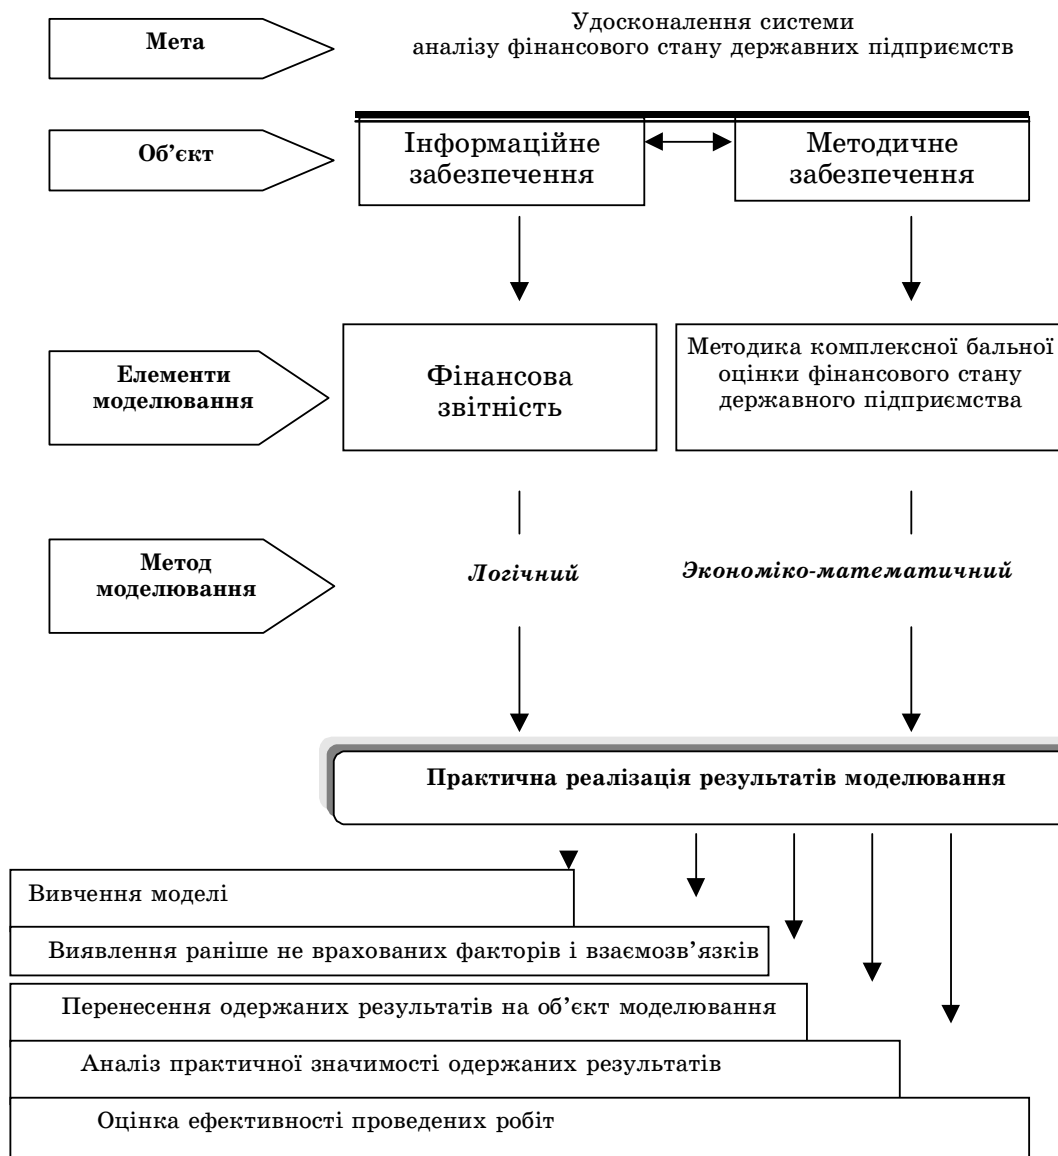 Мета
Удосконалення системи
аналізу фінансового стану державних підприємств
Об’єкт
Інформаційне
забезпечення
Методичне
забезпечення
Елементи
моделювання
Фінансова
звітність
Методика комплексної бальної
оцінки фінансового стану
державного підприємства
Метод
моделювання
Логічний
Экономіко-математичний
Практична реалізація результатів моделювання
Вивчення моделі
Виявлення раніше не врахованих факторів і взаємозв’язків
Перенесення одержаних результатів на об’єкт моделювання
Аналіз практичної значимості одержаних результатів
Оцінка ефективності проведених робіт